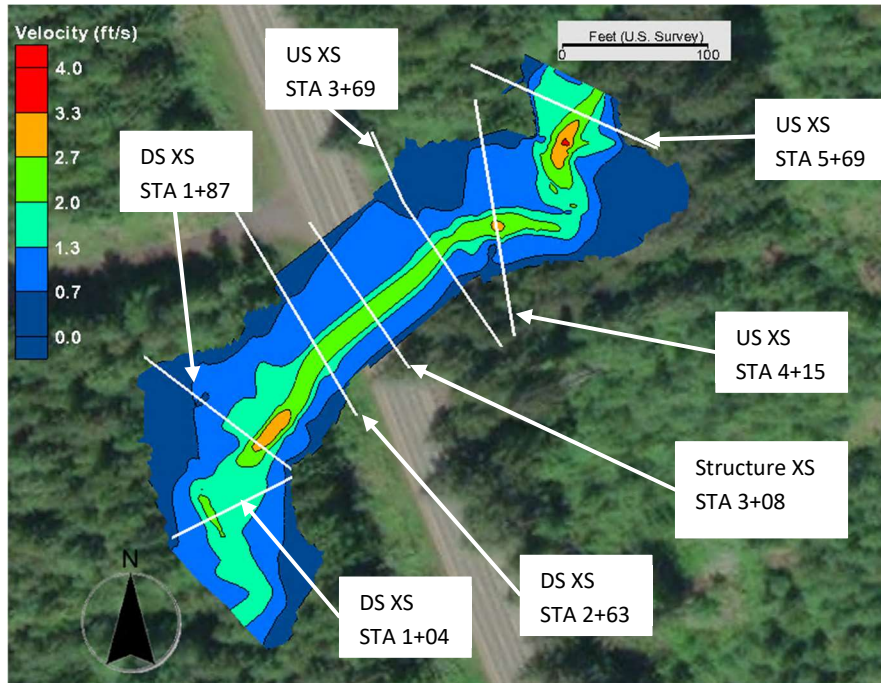 Velocity (ft/s)
4.0
3.3
2.7
2.0
1.3
0.7
0.0
Feet (U.S. Survey)
0
100
US XS
STA 3+69
US XS
STA 5+69
DS XS
STA 1+87
US XS
STA 4+15
Structure XS
STA 3+08
DS XS
STA 2+63
DS XS
STA 1+04
N